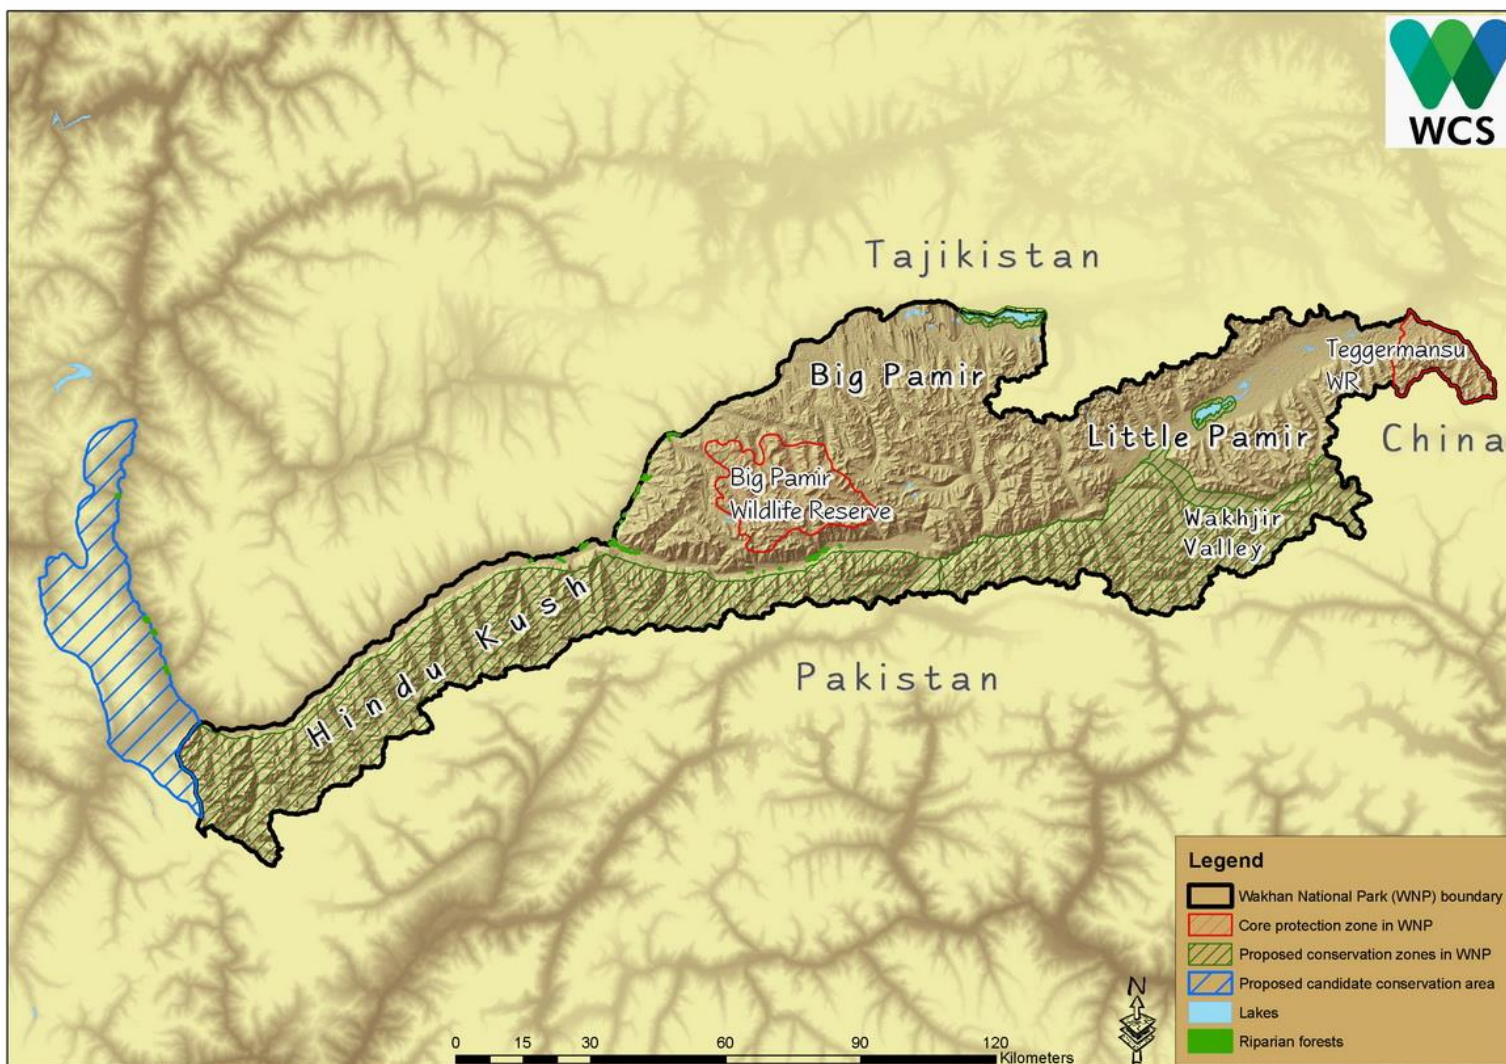 WCS
Tajikistan
Big Pamir
Teggermansu
WR
Little Pamir
China
Big Pamir
Wildlife Reserve
Wakhjir
Valley
Hindu Kush
Pakistan
Legend
Wakhan National Park (WNP) boundary
Core protection zone in WNP
Proposed conservation zones in WNP
Proposed candidate conservation area
Lakes
Riparian forests
N
0 15 30 60 90 120
Kilometers